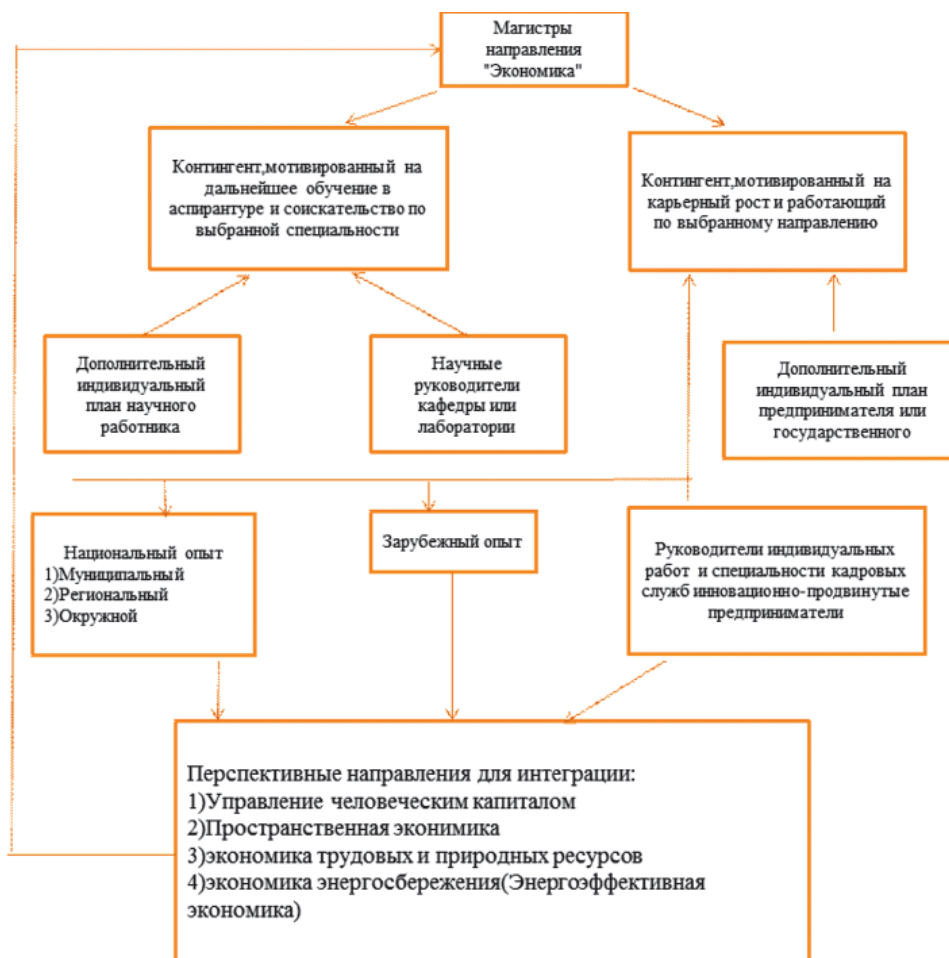 Магистры
направления
"Экономика"
Контингент,мотивированный на
дальнейшее обучение в
аспирантуре и соискательство по
выбранной специальности
Контингент,мотивированный на
карьерный рост и работающий
по выбранному направлению
Дополнительный
индивидуальный
план научного
работника
Научные
руководители
кафедры или
лаборатории
Дополнительный
индивидуальный план
предпринимателя или
государственного
Национальный опыт
1)Муниципальный
2)Региональный
3)Окружной
Зарубежный опыт
Руководители индивидуальных
работ и специальности кадровых
служб инновационно-продвинутые
предприниматели
Перспективные направления для интеграции:
1)Управление человеческим капиталом
2)Пространственная эконимика
3)экономика трудовых и природных ресурсов
4)экономика энергосбережения(Энергоэффективная
экономика)